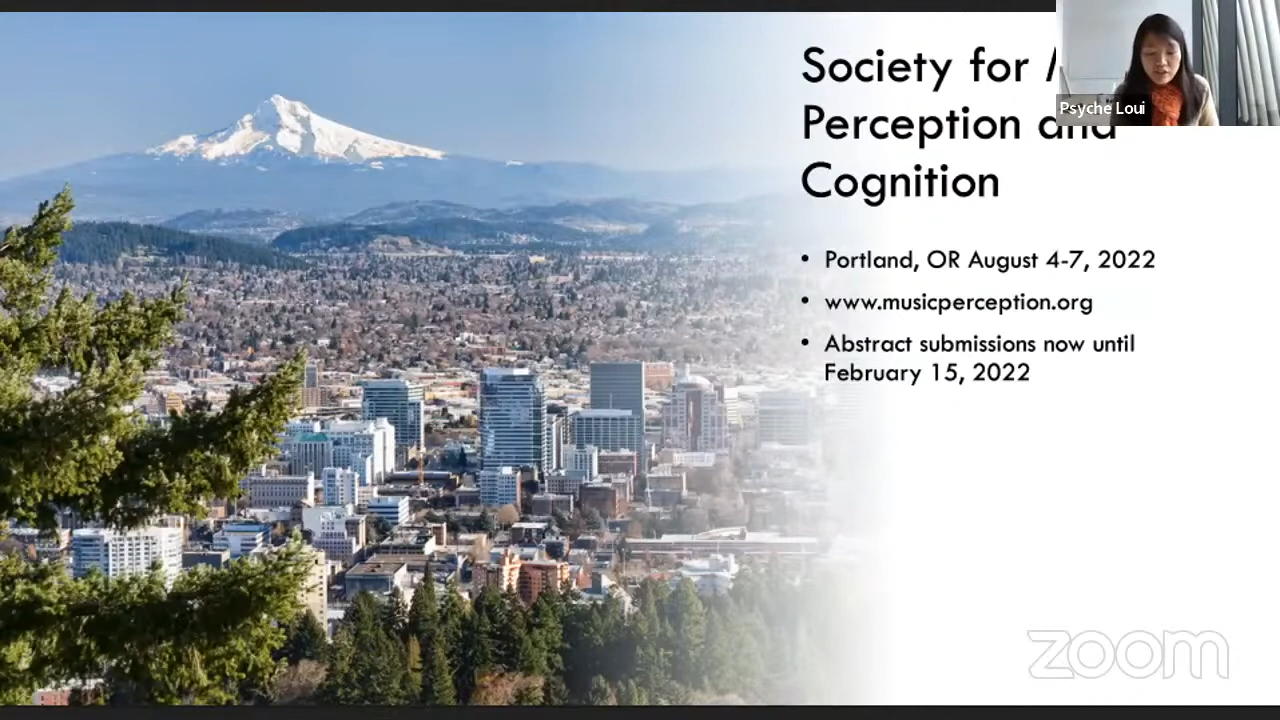 Society for
Psyche Loui
Perception and
Cognition
• Portland, OR August 4-7, 2022
• www.musicperception.org
• Abstract submissions now until
February 15, 2022
zoom